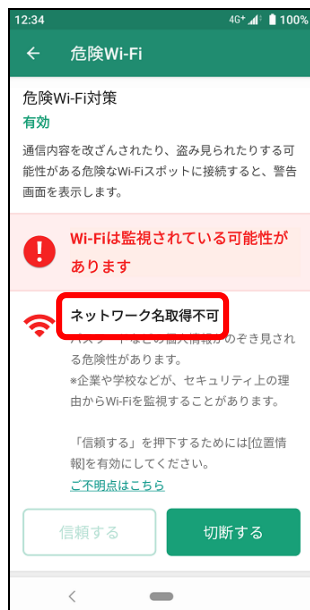 12:34 4G+ 100%
← 危険Wi-Fi
危険Wi-Fi対策
有効
通信内容を改ざんされたり、盗み見られたりする可
能性がある危険なWi-Fiスポットに接続すると、警告
画面を表示します。
Wi-Fiは監視されている可能性が
あります
ネットワーク名取得不可
パスワードなどの個人情報がのぞき見され
る危険性があります。
※企業や学校などが、セキュリティ上の理
由からWi-Fiを監視することがあります。
「信頼する」を押下するためには[位置情
報]を有効にしてください。
ご不明点はこちら
信頼する 切断する